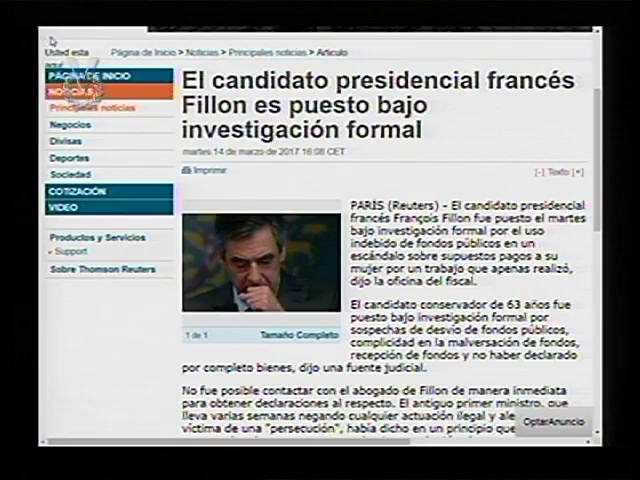 Usted esta
aquí:
Página de Inicio > Noticias > Principales noticias > Artículo
PÁGINA DE INICIO
NOTICIAS
Principales noticias
Negocios
Divisas
Deportes
Sociedad
COTIZACIÓN
VIDEO
Productos y Servicios
Support
Sobre Thomson Reuters
El candidato presidencial francés
Fillon es puesto bajo
investigación formal
martes 14 de marzo de 2017 16:08 CET
Imprimir
[-] Texto [+]
1 de 1
Tamaño Completo
PARÍS (Reuters) - El candidato presidencial
francés François Fillon fue puesto el martes
bajo investigación formal por el uso
indebido de fondos públicos en un
escándalo sobre supuestos pagos a su
mujer por un trabajo que apenas realizó,
dijo la oficina del fiscal.
El candidato conservador de 63 años fue
puesto bajo investigación formal por
sospechas de desvio de fondos públicos,
complicidad en la malversación de fondos,
recepción de fondos y no haber declarado
por completo bienes, dijo una fuente judicial.
No fue posible contactar con el abogado de Fillon de manera inmediata
para obtener declaraciones al respecto. El antiguo primer ministro, que
lleva varias semanas negando cualquier actuación ilegal y ale
víctima de una "persecución", había dicho en un principio que
OptarAnuncio